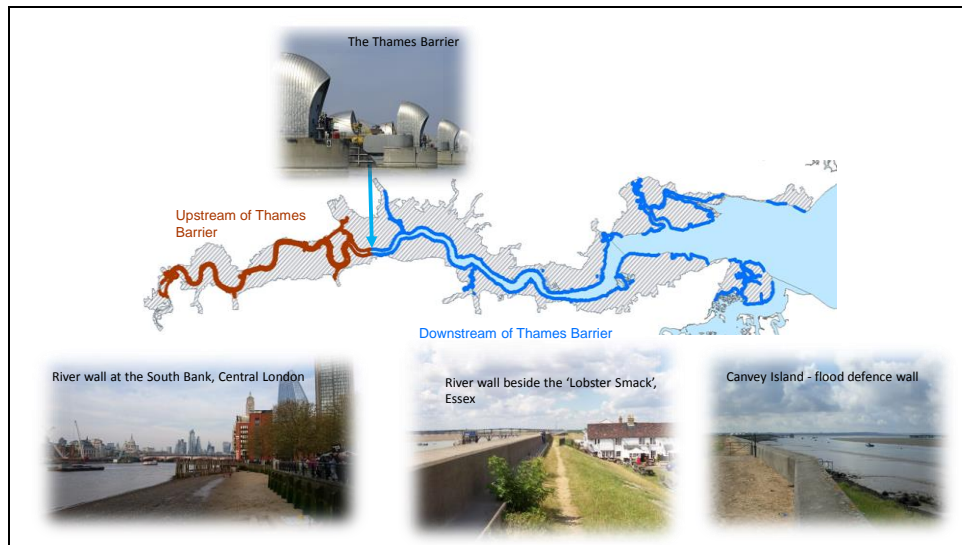 The Thames Barrier
Upstream of Thames
Barrier
Downstream of Thames Barrier
River wall at the South Bank, Central London
River wall beside the ‘Lobster Smack’,
Essex
Canvey Island - flood defence wall